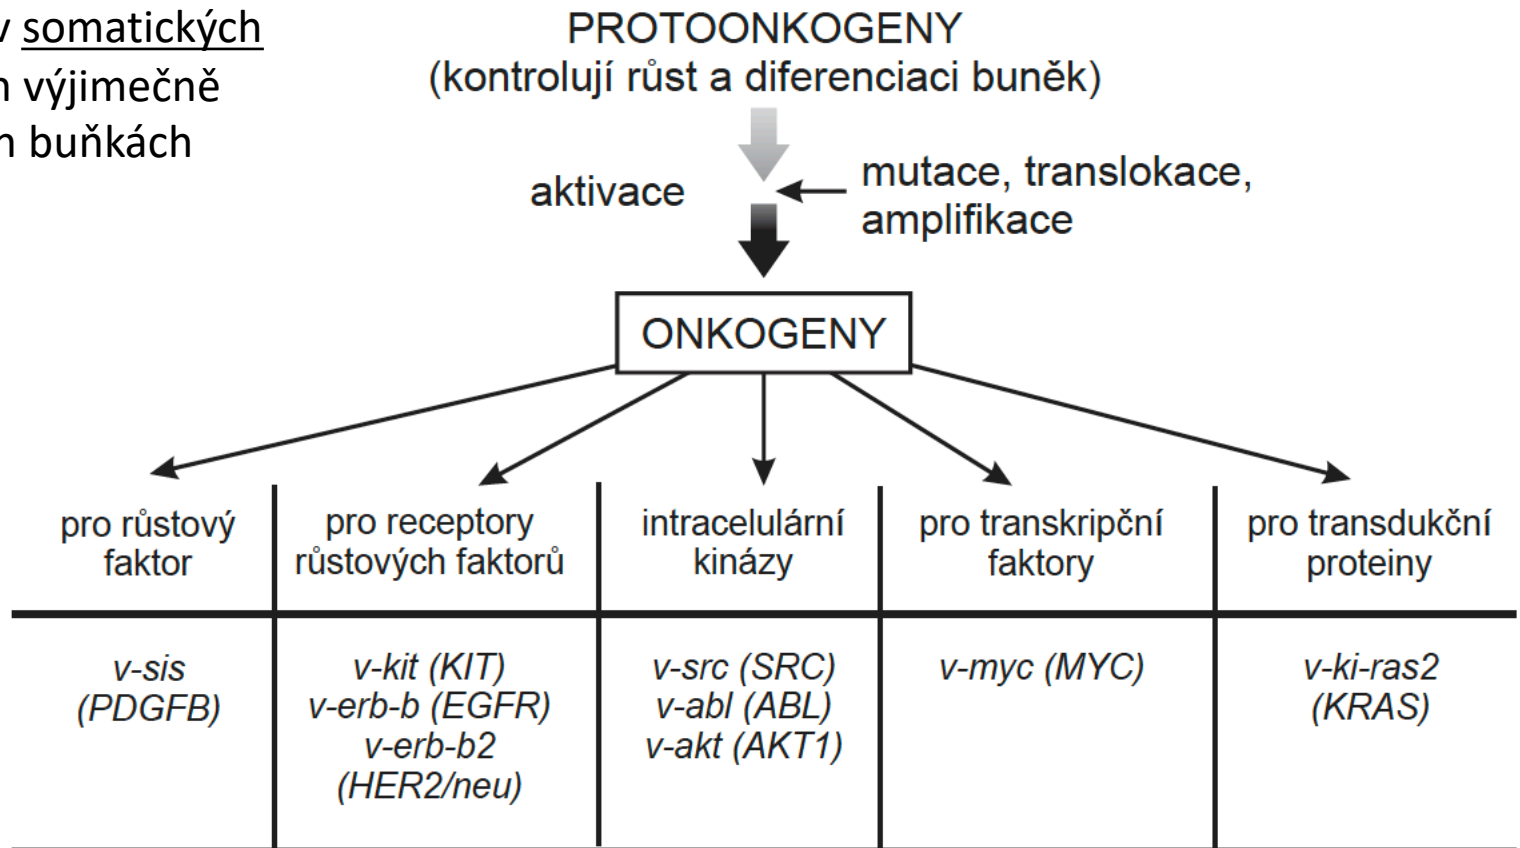 v somatických
výjimečně
buňkách
PROTOONKOGENY
(kontrolují růst a diferenciaci buněk)
aktivace
mutace, translokace,
amplifikace
ONKOGENY
pro růstový
faktor
pro receptory
růstových faktorů
intracelulární
kinázy
pro transkripční
faktory
pro transdukční
proteiny
v-sis
(PDGFB)
v-kit (KIT)
v-erb-b (EGFR)
v-erb-b2
(HER2/neu)
v-src (SRC)
v-abl (ABL)
v-akt (AKT1)
v-myc (MYC)
v-ki-ras2
(KRAS)